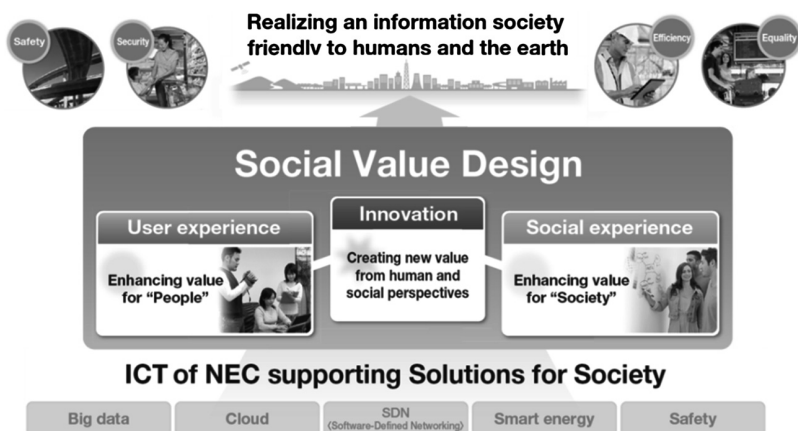 Realizing an information society
friendly to humans and the earth
Safety
Security
Efficiency
Equality
Social Value Design
User experience
Enhancing value
for “People”
Innovation
Creating new value
from human and
social perspectives
Social experience
Enhancing value
for “Society”
ICT of NEC supporting Solutions for Society
Big data
Cloud
SDN
(Software-Defined Networking)
Smart energy
Safety